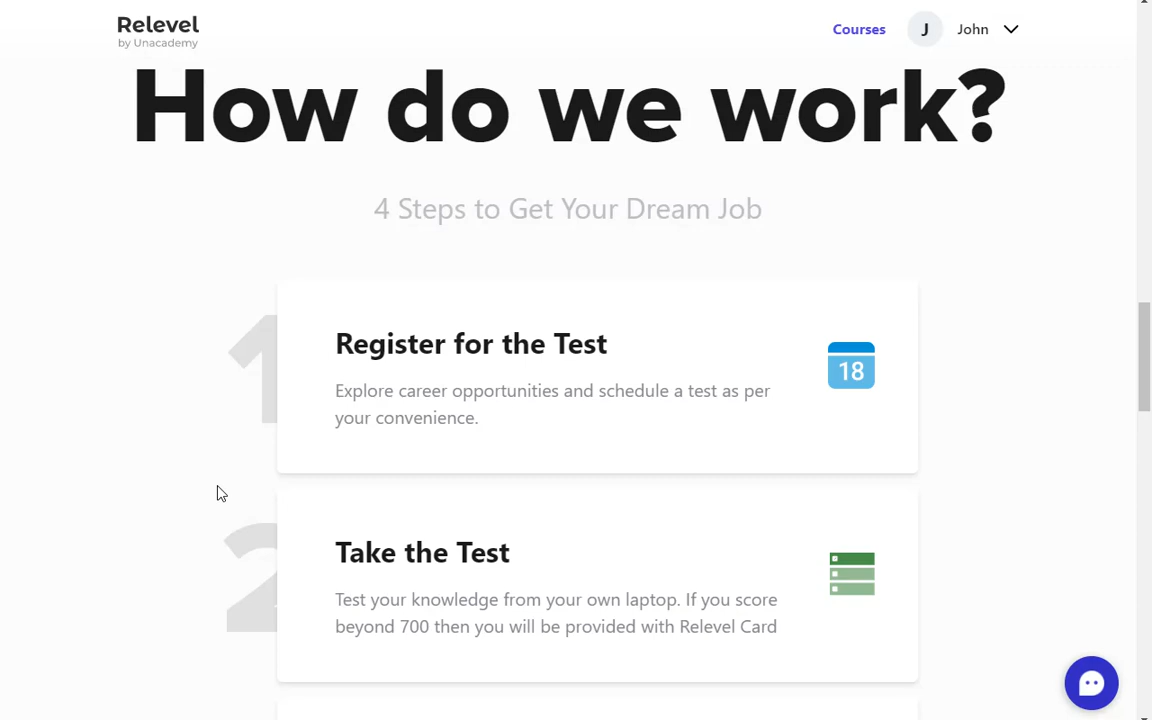 Relevel
by Unacademy
Courses
J
John
How do we work?
4 Steps to Get Your Dream Job
1
Register for the Test
Explore career opportunities and schedule a test as per
your convenience.
18
2
Take the Test
Test your knowledge from your own laptop. If you score
beyond 700 then you will be provided with Relevel Card